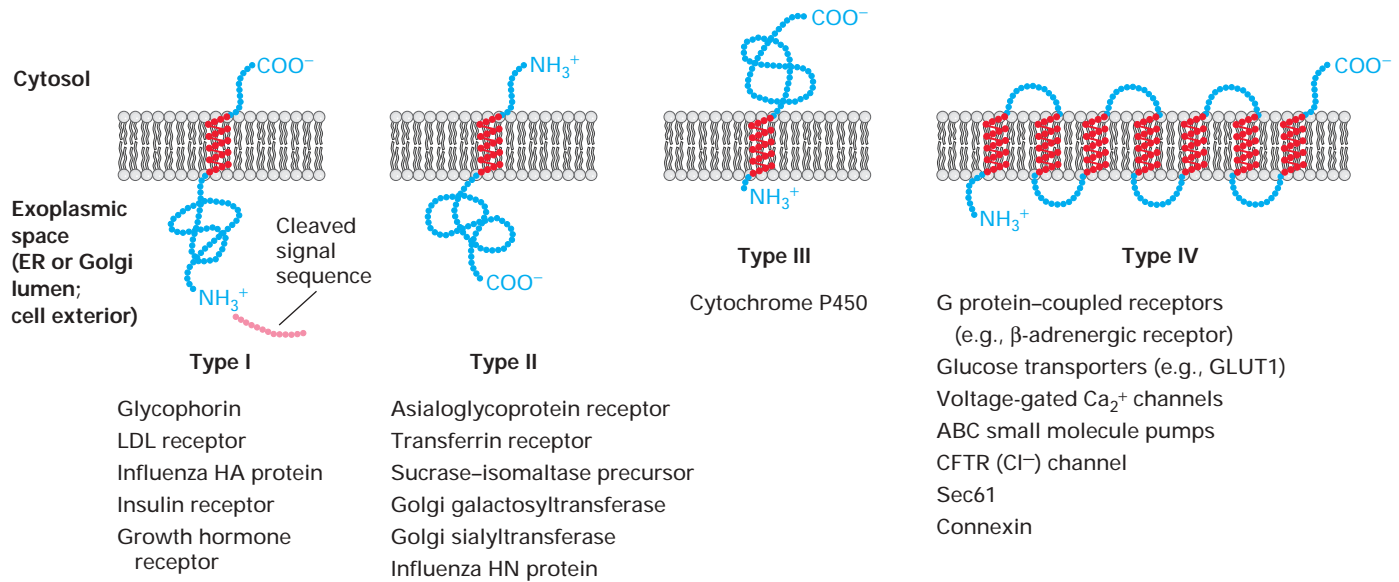 Cytosol
Exoplasmic
space
(ER or Golgi
lumen;
cell exterior)
COO⁻
NH₃⁺
Cleaved
signal
sequence
Type I
Glycophorin
LDL receptor
Influenza HA protein
Insulin receptor
Growth hormone
receptor
NH₃⁺
COO⁻
Type II
Asialoglycoprotein receptor
Transferrin receptor
Sucrase–isomaltase precursor
Golgi galactosyltransferase
Golgi sialyltransferase
Influenza HN protein
COO⁻
NH₃⁺
Type III
Cytochrome P450
COO⁻
NH₃⁺
Type IV
G protein–coupled receptors
(e.g., β-adrenergic receptor)
Glucose transporters (e.g., GLUT1)
Voltage-gated Ca₂⁺ channels
ABC small molecule pumps
CFTR (Cl⁻) channel
Sec61
Connexin